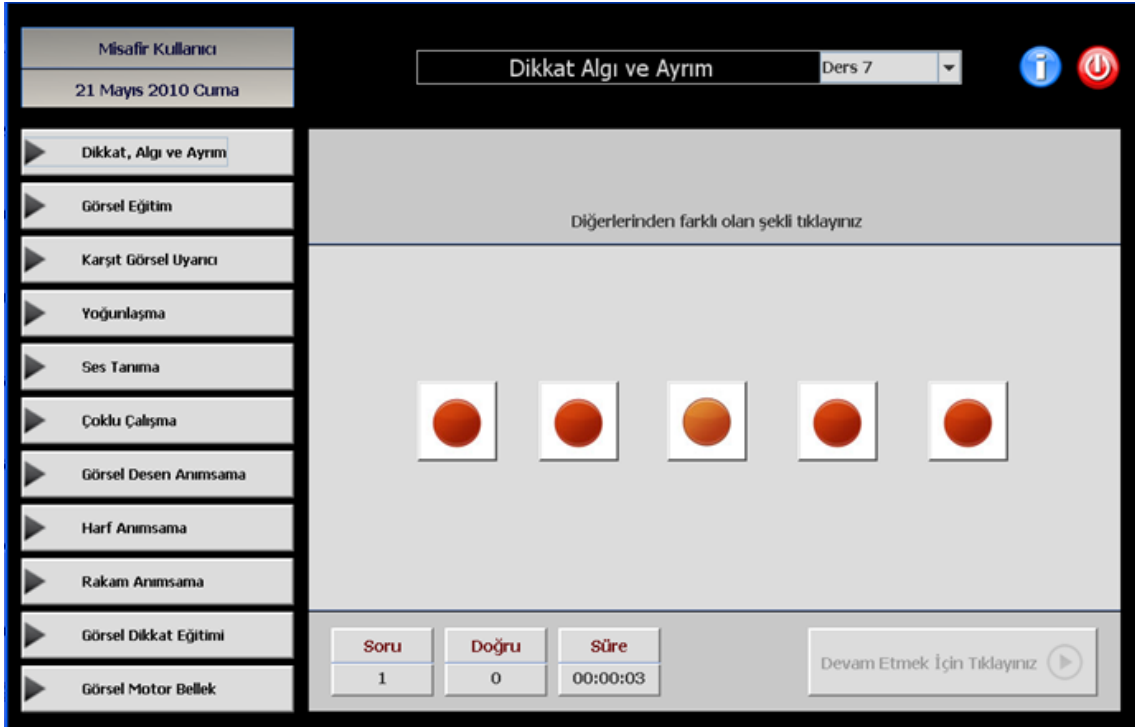 Misafir Kullanıcı
21 Mayıs 2010 Cuma
Dikkat Algı ve Ayrım
Ders 7
Dikkat, Algı ve Ayrım
Görsel Eğitim
Karşıt Görsel Uyarıcı
Yoğunlaşma
Ses Tanıma
Çoklu Çalışma
Görsel Desen Anımsama
Harf Anımsama
Rakam Anımsama
Görsel Dikkat Eğitimi
Görsel Motor Bellek
Diğerlerinden farklı olan şekli tıklayınız
Soru
1
Doğru
0
Süre
00:00:03
Devam Etmek İçin Tıklayınız